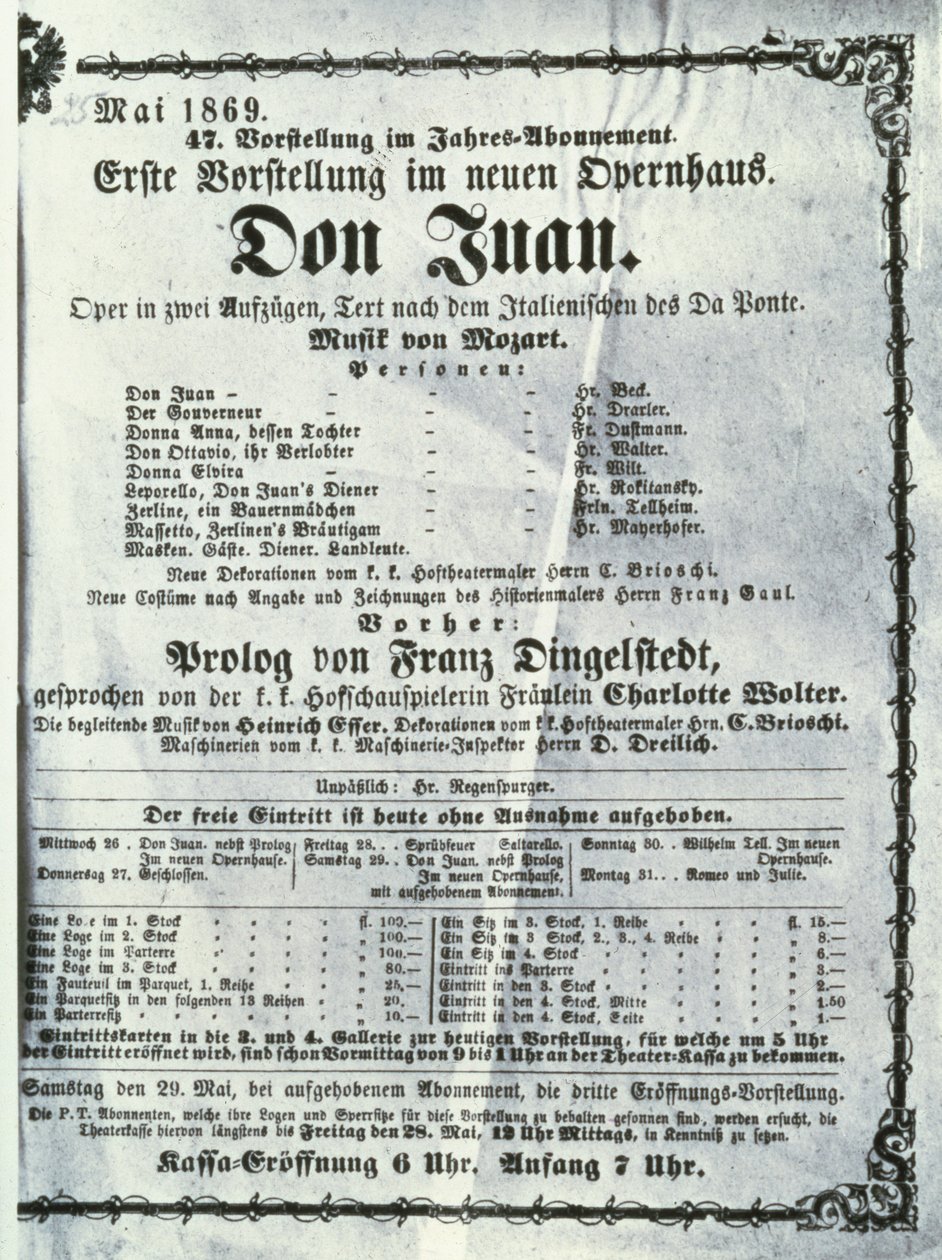 Mai 1869.
47. Vorstellung im Jahres-Abonnement.
Erste Vorstellung im neuen Opernhaus.
Don Juan.
Oper in zwei Aufzügen, Text nach dem Italienischen des Da Ponte.
Musik von Mozart.
Personen:
Don Juan – – – – Hr. Beck.
Der Gouverneur – – – Hr. Draxler.
Donna Anna, dessen Tochter – – Fr. Dustmann.
Don Ottavio, ihr Verlobter – – Hr. Walter.
Donna Elvira – – – Fr. Wilt.
Leporello, Don Juan's Diener – – Hr. Rokitansky.
Zerline, ein Bauernmädchen – – Frln. Tellheim.
Massetto, Zerlinen's Bräutigam – – Hr. Mayerhofer.
Masken. Gäste. Diener. Landleute.
Neue Dekorationen vom k. k. Hoftheatermaler Herrn C. Brioschi.
Neue Costüme nach Angabe und Zeichnungen des Historienmalers Herrn Franz Gaul.
Vorher:
Prolog von Franz Dingelstedt,
gesprochen von der k. k. Hofschauspielerin Fräulein Charlotte Wolter.
Die begleitende Musik von Heinrich Esser. Dekorationen vom k k. Hoftheatermaler Hrn. C. Brioschi.
Maschinerien vom k. k. Maschinerie-Inspektor Herrn D. Dreilich.
Unpäßlich: Hr. Regenspurger.
Der freie Eintritt ist heute ohne Ausnahme aufgehoben.
Mittwoch 26. Don Juan. nebst Prolog
Im neuen Opernhause.
Donnersag 27. Geschlossen.
Freitag 28... Sprühfeuer Saltarello.
Samstag 29.. Don Juan. nebst Prolog
Im neuen Opernhause,
mit aufgehobenem Abonnement.
Sonntag 30.. Wilhelm Tell. Im neuen
Opernhause.
Montag 31... Romeo und Julie.
Eine Loge im 1. Stock fl. 100.—
Eine Loge im 2. Stock „ 100.—
Eine Loge im Parterre „ 100.—
Eine Loge im 3. Stock „ 80.—
Ein Fauteuil im Parquet, 1. Reihe „ 25.—
Ein Parquetsitz in den folgenden 13 Reihen „ 20.
Ein Parterresitz „ 10.—
Ein Sitz im 3. Stock, 1. Reihe fl. 15.—
Ein Sitz im 3 Stock, 2., 3., 4. Reihe „ 8.—
Ein Sitz im 4. Stock „ 6.—
Eintritt ins Parterre „ 3.—
Eintritt in den 3. Stock „ 2.—
Eintritt in den 4. Stock, Mitte „ 1.50
Eintritt in den 4. Stock, Seite „ 1.—
Eintrittskarten in die 3. und 4. Gallerie zur heutigen Vorstellung, für welche um 5 Uhr
der Eintritt eröffnet wird, sind schon Vormittag von 9 bis 1 Uhr an der Theater-Kassa zu bekommen.
Samstag den 29. Mai, bei aufgehobenem Abonnement, die dritte Eröffnungs-Vorstellung.
Die P. T. Abonnenten, welche ihre Logen und Sperrsitze für diese Vorstellung zu behalten gesonnen sind, werden ersucht, die
Theaterkasse hiervon längstens bis Freitag den 28. Mai, 12 Uhr Mittags, in Kenntniß zu setzen.
Kassa-Eröffnung 6 Uhr. Anfang 7 Uhr.